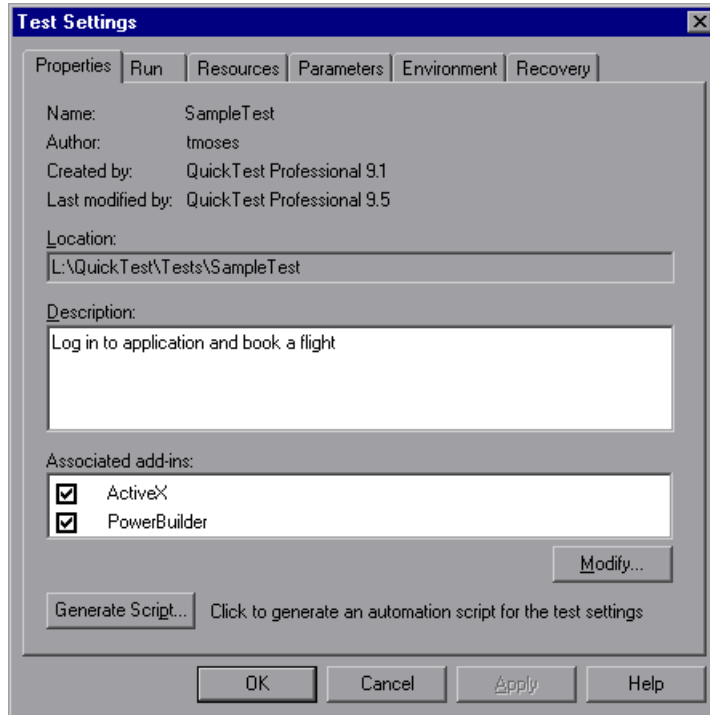 Test Settings
Properties Run Resources Parameters Environment Recovery
Name: SampleTest
Author: tmoses
Created by: QuickTest Professional 9.1
Last modified by: QuickTest Professional 9.5
Location:
L:\QuickTest\Tests\SampleTest
Description:
Log in to application and book a flight
Associated add-ins:
ActiveX
PowerBuilder
Modify...
Generate Script... Click to generate an automation script for the test settings
OK Cancel Apply Help